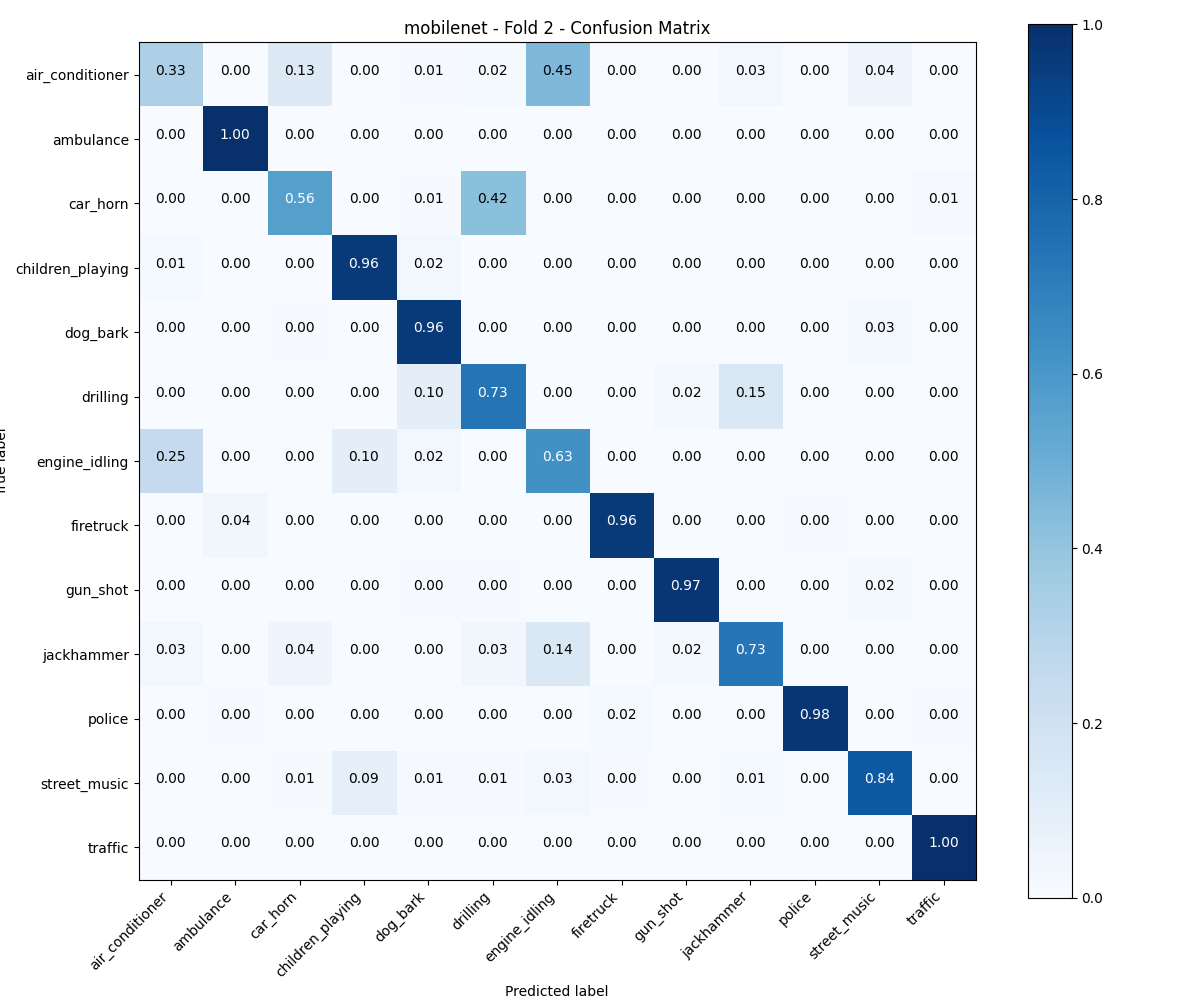 mobilenet - Fold 2 - Confusion Matrix
air_conditioner 0.33 0.00 0.13 0.00 0.01 0.02 0.45 0.00 0.00 0.03 0.00 0.04 0.00
ambulance 0.00 1.00 0.00 0.00 0.00 0.00 0.00 0.00 0.00 0.00 0.00 0.00 0.00
car_horn 0.00 0.00 0.56 0.00 0.01 0.42 0.00 0.00 0.00 0.00 0.00 0.00 0.01
children_playing 0.01 0.00 0.00 0.96 0.02 0.00 0.00 0.00 0.00 0.00 0.00 0.00 0.00
dog_bark 0.00 0.00 0.00 0.00 0.96 0.00 0.00 0.00 0.00 0.00 0.00 0.03 0.00
drilling 0.00 0.00 0.00 0.00 0.10 0.73 0.00 0.00 0.02 0.15 0.00 0.00 0.00
engine_idling 0.25 0.00 0.00 0.10 0.02 0.00 0.63 0.00 0.00 0.00 0.00 0.00 0.00
firetruck 0.00 0.04 0.00 0.00 0.00 0.00 0.00 0.96 0.00 0.00 0.00 0.00 0.00
gun_shot 0.00 0.00 0.00 0.00 0.00 0.00 0.00 0.00 0.97 0.00 0.00 0.02 0.00
jackhammer 0.03 0.00 0.04 0.00 0.00 0.03 0.14 0.00 0.02 0.73 0.00 0.00 0.00
police 0.00 0.00 0.00 0.00 0.00 0.00 0.00 0.02 0.00 0.00 0.98 0.00 0.00
street_music 0.00 0.00 0.01 0.09 0.01 0.01 0.03 0.00 0.00 0.01 0.00 0.84 0.00
traffic 0.00 0.00 0.00 0.00 0.00 0.00 0.00 0.00 0.00 0.00 0.00 0.00 1.00
air_conditioner ambulance car_horn children_playing dog_bark drilling engine_idling firetruck gun_shot jackhammer police street_music traffic
Predicted label
1.0
0.8
0.6
0.4
0.2
0.0